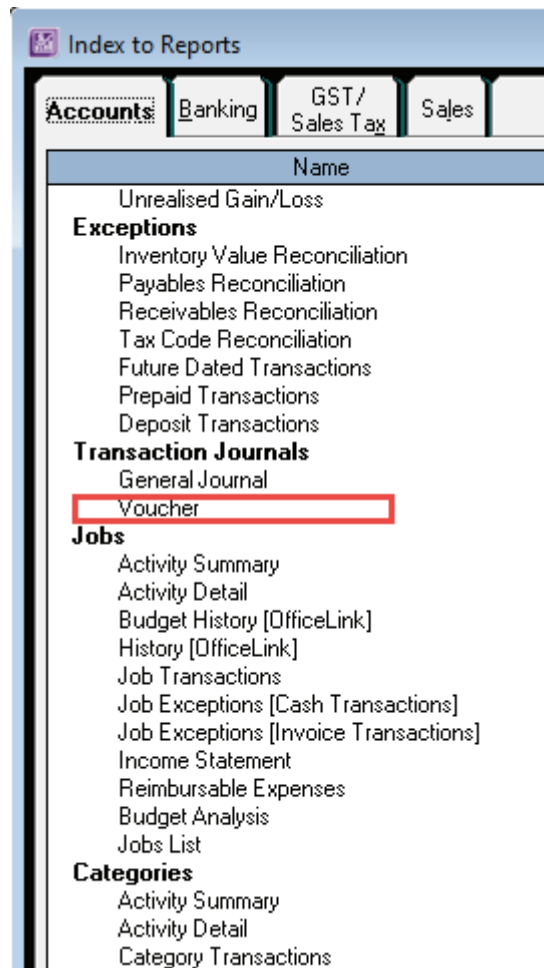 Index to Reports
Accounts
Banking
GST/
Sales Tax
Sales
Name
Unrealised Gain/Loss
Exceptions
Inventory Value Reconciliation
Payables Reconciliation
Receivables Reconciliation
Tax Code Reconciliation
Future Dated Transactions
Prepaid Transactions
Deposit Transactions
Transaction Journals
General Journal
Voucher
Jobs
Activity Summary
Activity Detail
Budget History [OfficeLink]
History [OfficeLink]
Job Transactions
Job Exceptions [Cash Transactions]
Job Exceptions [Invoice Transactions]
Income Statement
Reimbursable Expenses
Budget Analysis
Jobs List
Categories
Activity Summary
Activity Detail
Category Transactions